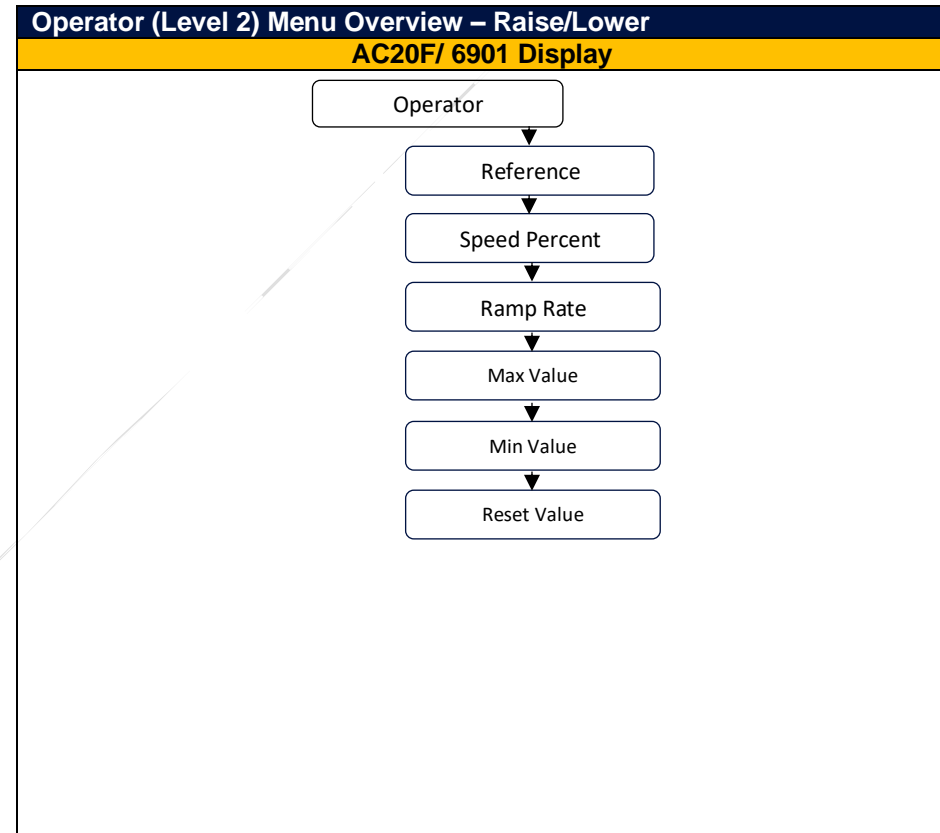 Operator (Level 2) Menu Overview – Raise/Lower
AC20F/ 6901 Display
Operator
Reference
Speed Percent
Ramp Rate
Max Value
Min Value
Reset Value